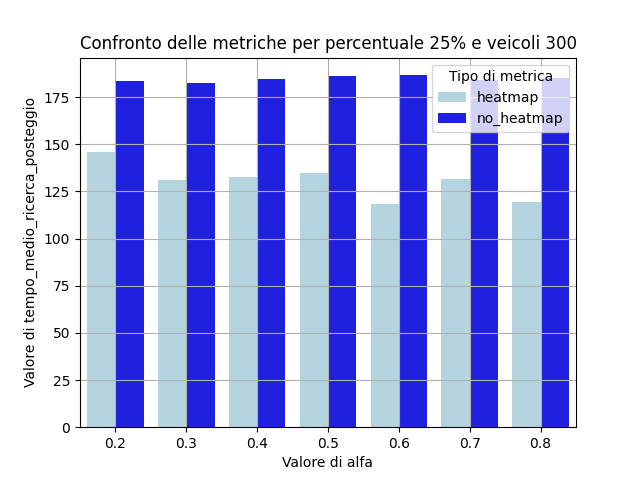 Confronto delle metriche per percentuale 25% e veicoli 300
Tipo di metrica
heatmap
no_heatmap
Valore di tempo_medio_ricerca_posteggio
175
150
125
100
75
50
25
0
0.2 0.3 0.4 0.5 0.6 0.7 0.8
Valore di alfa